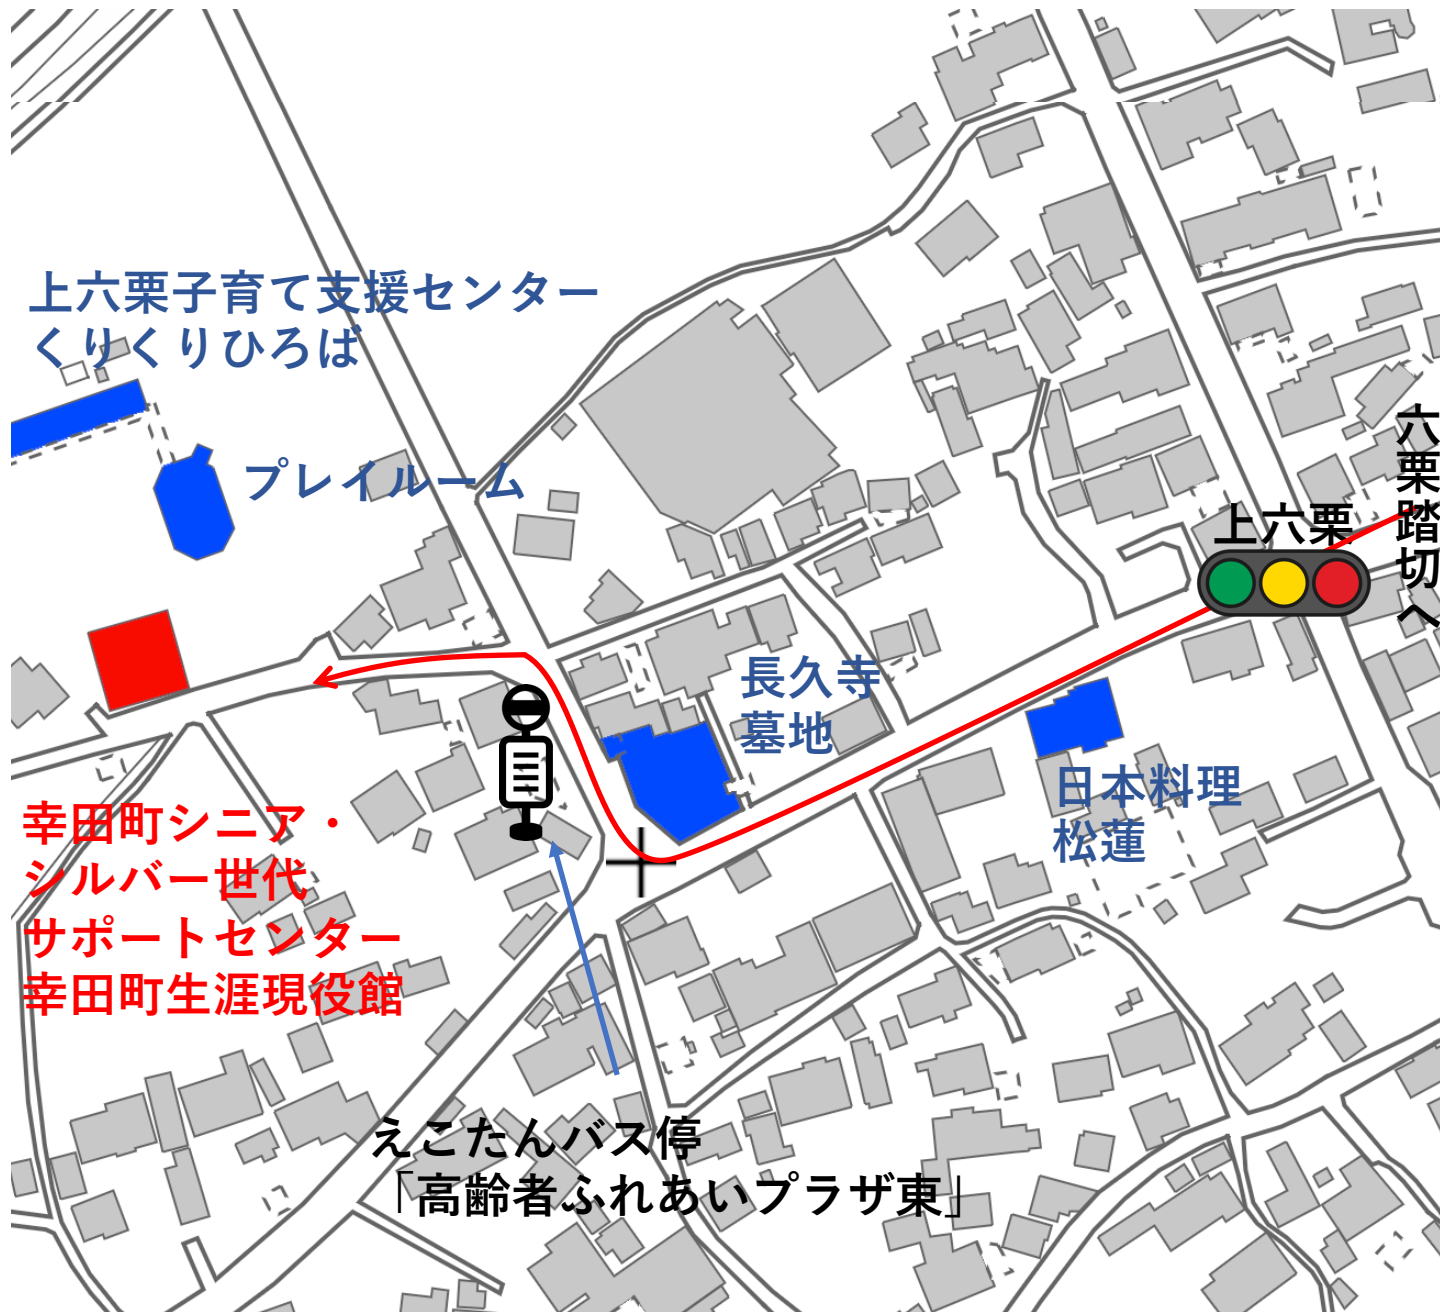 上六栗子育て支援センター
くりくりひろば
プレイルーム
上六栗
六栗踏切へ
長久寺
墓地
日本料理
松蓮
幸田町シニア・
シルバー世代
サポートセンター
幸田町生涯現役館
えこたんバス停
「高齢者ふれあいプラザ東」